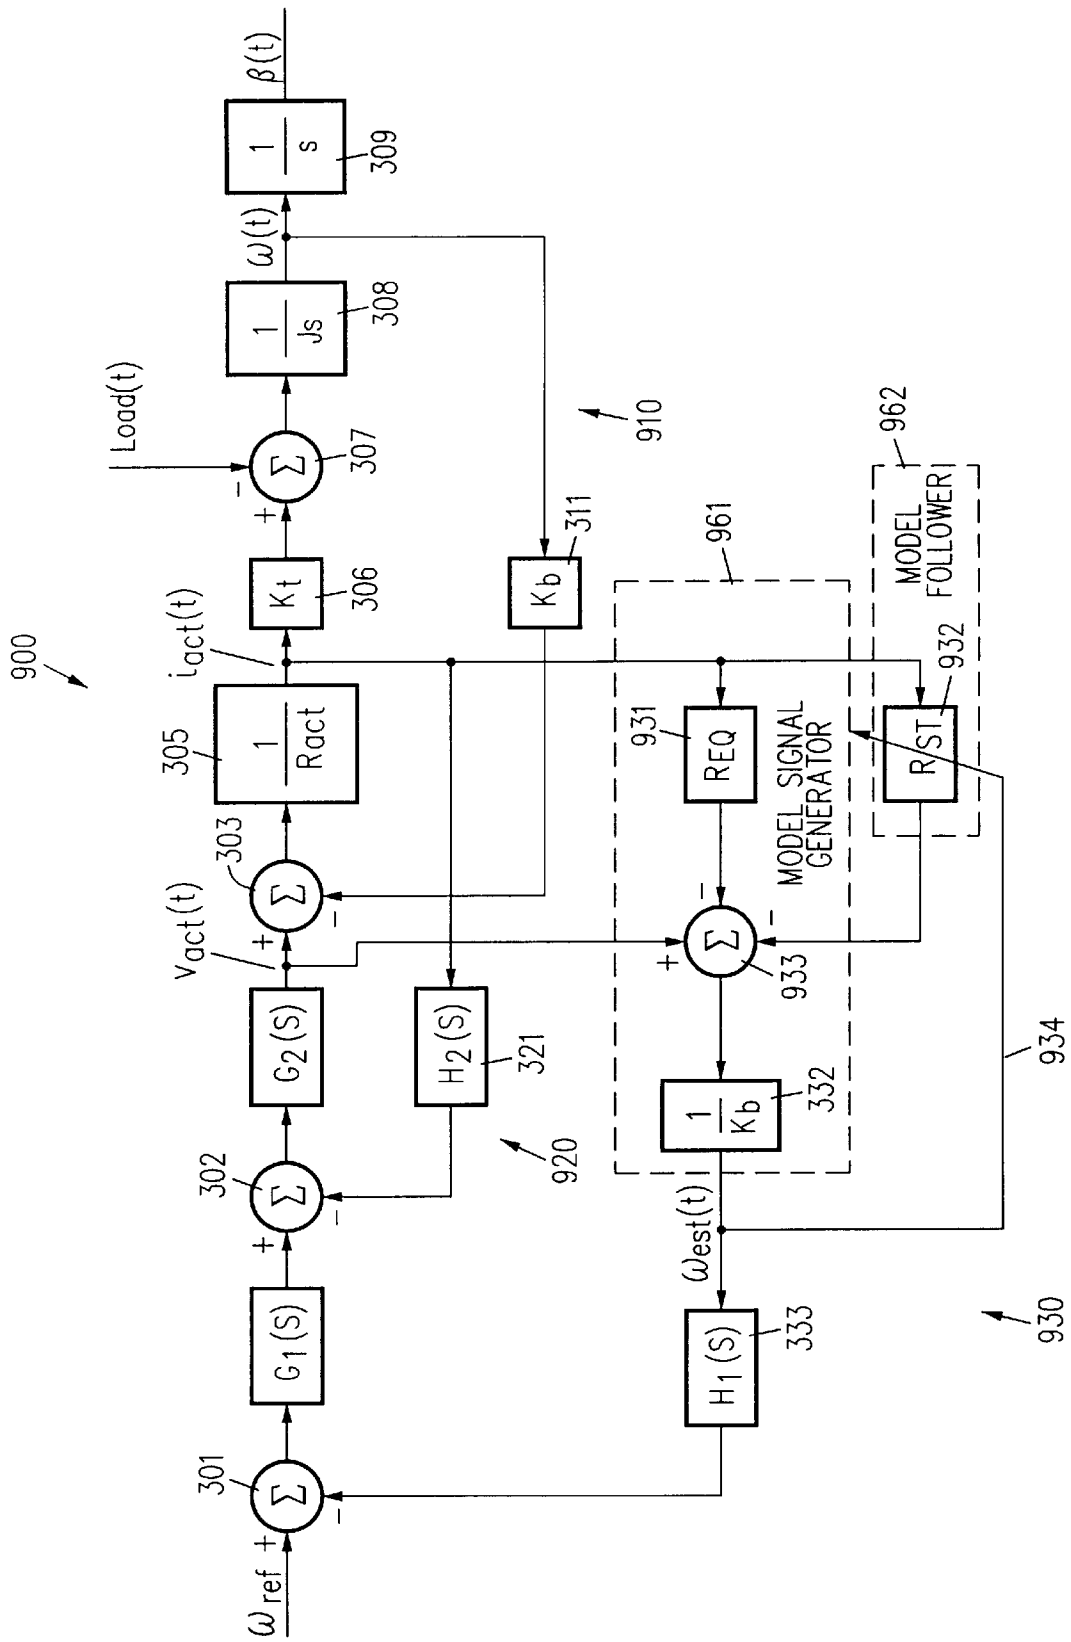 900
ωref
+
-
Σ
301
G1(S)
+
-
Σ
302
G2(S)
Vact(t)
+
-
Σ
303
1
Ract
305
iact(t)
Kt
306
+
-
Σ
307
Load(t)
1
Js
308
ω(t)
1
s
309
β(t)
H2(S)
321
920
Kb
311
910
961
MODEL SIGNAL
GENERATOR
REQ
931
-
+
-
Σ
933
1
Kb
332
ωest(t)
H1(S)
333
962
MODEL
FOLLOWER
RST
932
934
930